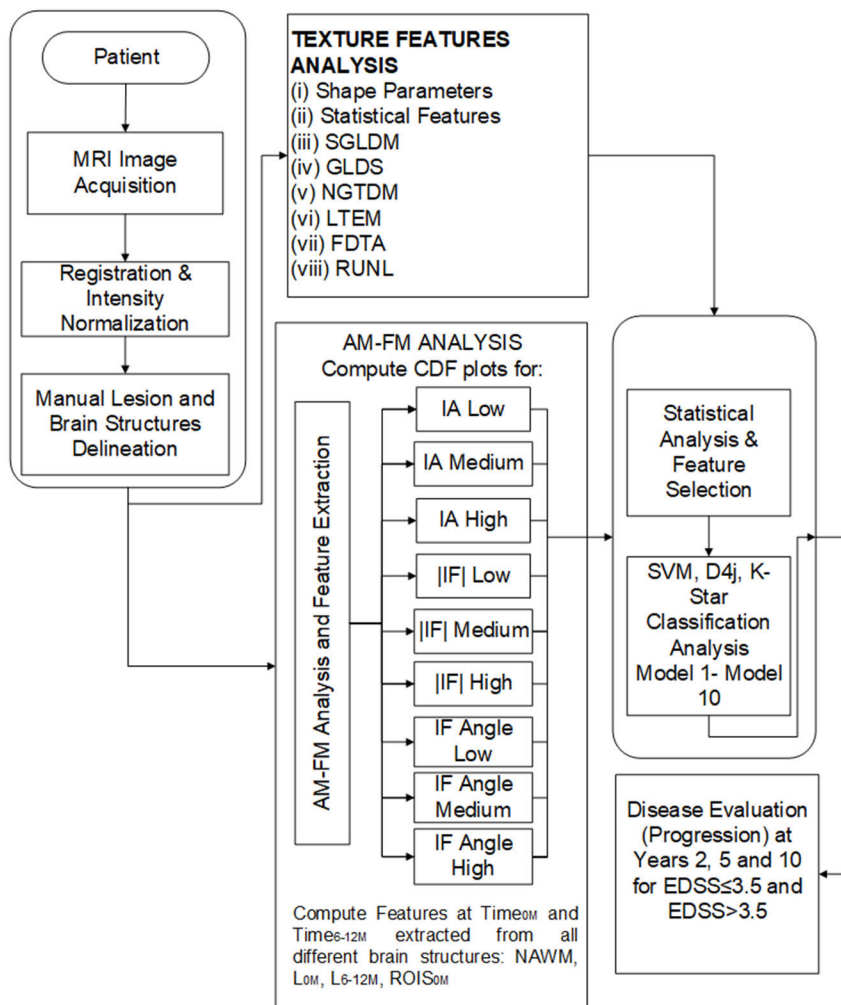 Patient
MRI Image
Acquisition
Registration &
Intensity
Normalization
Manual Lesion and
Brain Structures
Delineation
TEXTURE FEATURES
ANALYSIS
(i) Shape Parameters
(ii) Statistical Features
(iii) SGLDM
(iv) GLDS
(v) NGTDM
(vi) LTEM
(vii) FDTA
(viii) RUNL
AM-FM ANALYSIS
Compute CDF plots for:
AM-FM Analysis and Feature Extraction
IA Low
IA Medium
IA High
|IF| Low
|IF| Medium
|IF| High
IF Angle
Low
IF Angle
Medium
IF Angle
High
Compute Features at Time0M and
Time6-12M extracted from all
different brain structures: NAWM,
L0M, L6-12M, ROIS0M
Statistical
Analysis &
Feature
Selection
SVM, D4j, K-
Star
Classification
Analysis
Model 1- Model
10
Disease Evaluation
(Progression) at
Years 2, 5 and 10
for EDSS≤3.5 and
EDSS>3.5